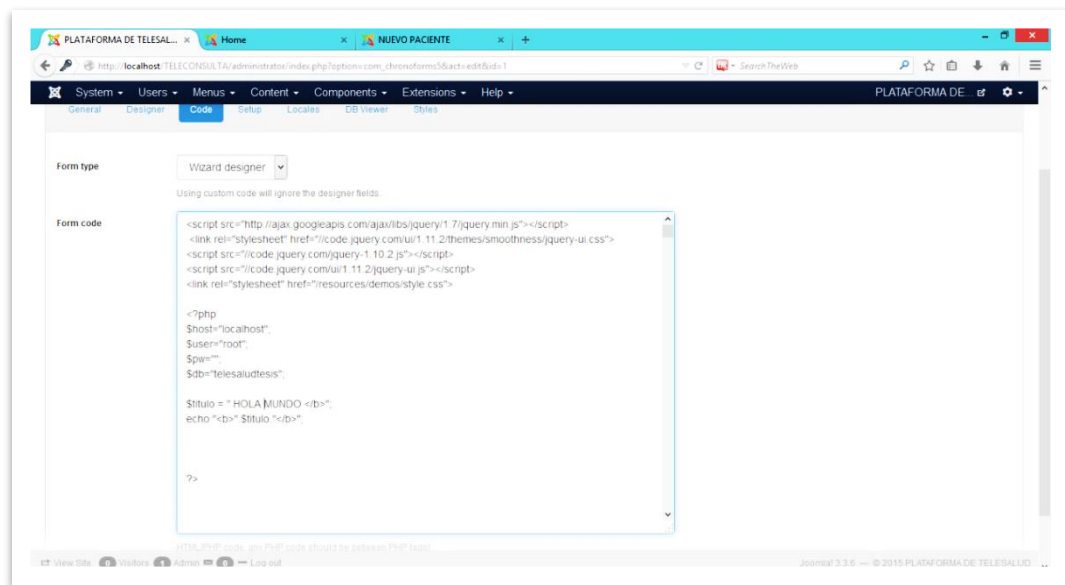 PLATAFORMA DE TELESAL... × Home × NUEVO PACIENTE × +
http://localhost/TELECONSULTA/administrator/index.php?option=com_chronoforms5&act=edit&id=1 SearchTheWeb
System Users Menus Content Components Extensions Help PLATAFORMA DE...
General Designer Code Setup Locales DB Viewer Styles
Form type Wizard designer
Using custom code will ignore the designer fields.
Form code
<script src="http://ajax.googleapis.com/ajax/libs/jquery/1.7/jquery.min.js"></script>
<link rel="stylesheet" href="//code.jquery.com/ui/1.11.2/themes/smoothness/jquery-ui.css">
<script src="//code.jquery.com/jquery-1.10.2.js"></script>
<script src="//code.jquery.com/ui/1.11.2/jquery-ui.js"></script>
<link rel="stylesheet" href="/resources/demos/style.css">
<?php
$host="localhost";
$user="root";
$pw="";
$db="telesaludtesis";
$titulo = " HOLA MUNDO </b>";
echo "<b>" $titulo "</b>";
?>
HTML/PHP code, any PHP code should be between PHP tags.
View Site 0 Visitors 1 Admin 0 Log out Joomla! 3.3.6 — © 2015 PLATAFORMA DE TELESALUD